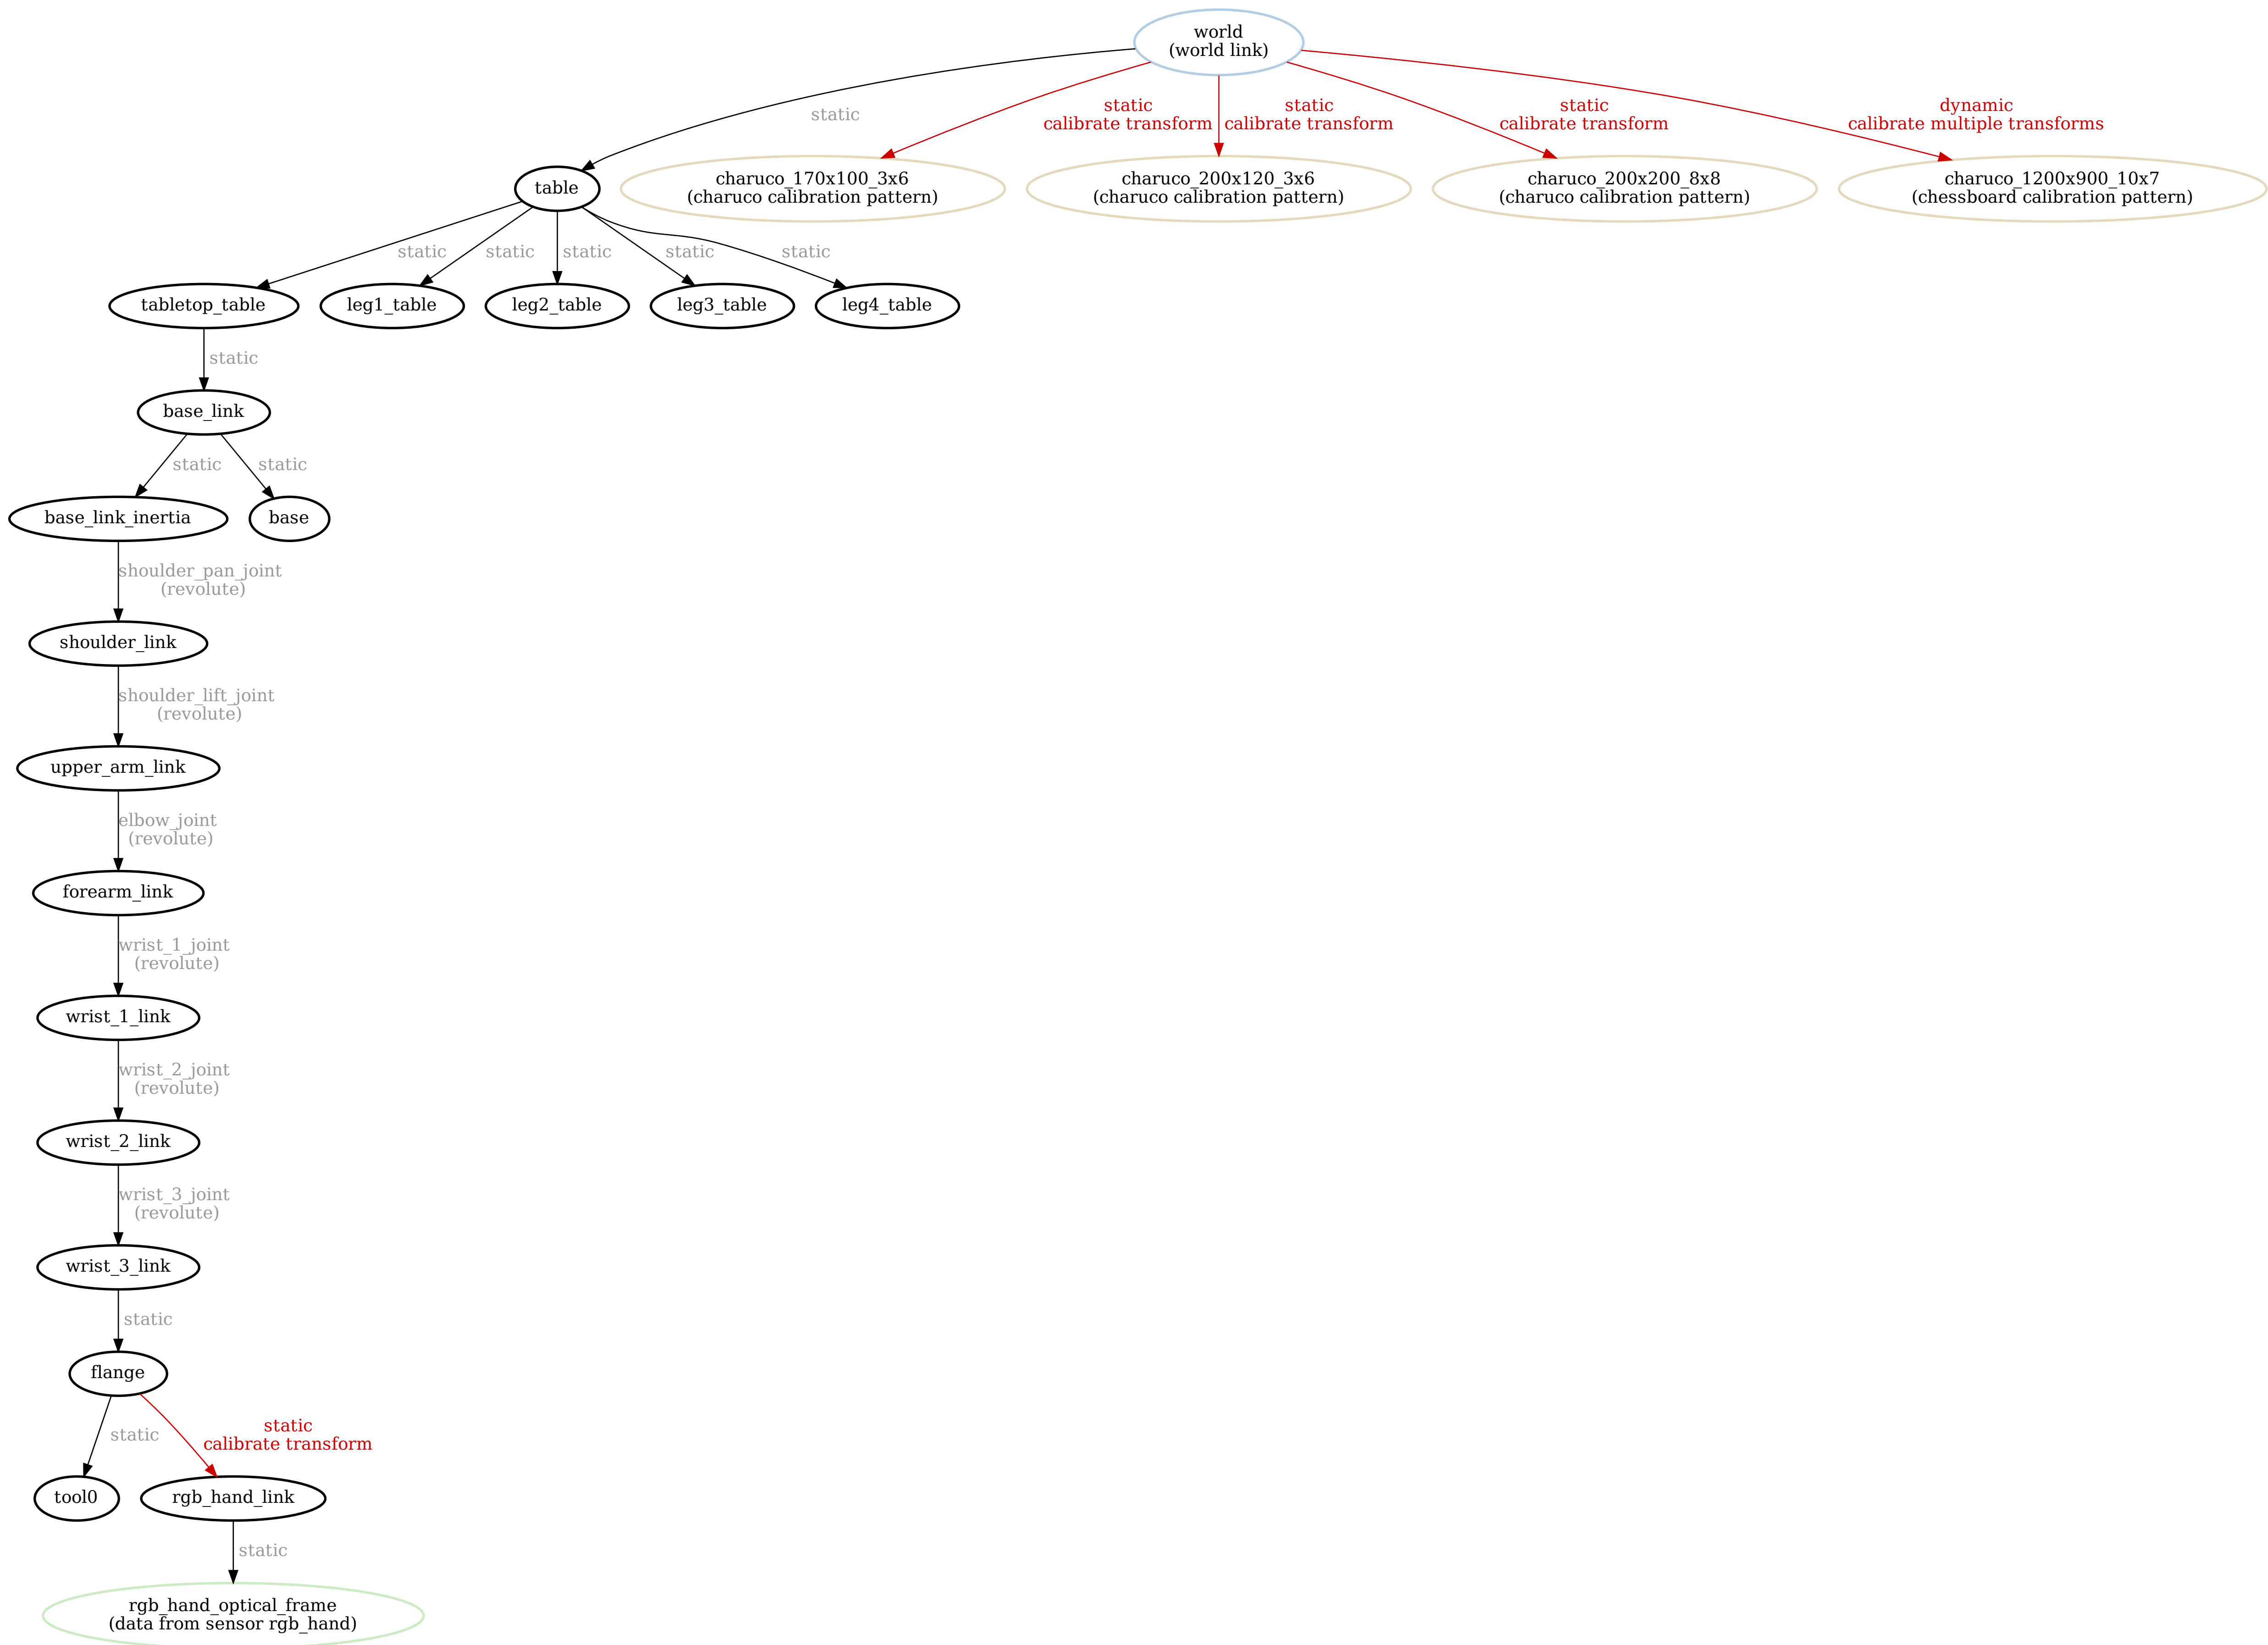 world
(world link)
static
static
calibrate transform
static
calibrate transform
static
calibrate transform
dynamic
calibrate multiple transforms
table
charuco_170x100_3x6
(charuco calibration pattern)
charuco_200x120_3x6
(charuco calibration pattern)
charuco_200x200_8x8
(charuco calibration pattern)
charuco_1200x900_10x7
(chessboard calibration pattern)
static
static
static
static
static
tabletop_table
leg1_table
leg2_table
leg3_table
leg4_table
static
base_link
static
static
base_link_inertia
base
shoulder_pan_joint
(revolute)
shoulder_link
shoulder_lift_joint
(revolute)
upper_arm_link
elbow_joint
(revolute)
forearm_link
wrist_1_joint
(revolute)
wrist_1_link
wrist_2_joint
(revolute)
wrist_2_link
wrist_3_joint
(revolute)
wrist_3_link
static
flange
static
static
calibrate transform
tool0
rgb_hand_link
static
rgb_hand_optical_frame
(data from sensor rgb_hand)